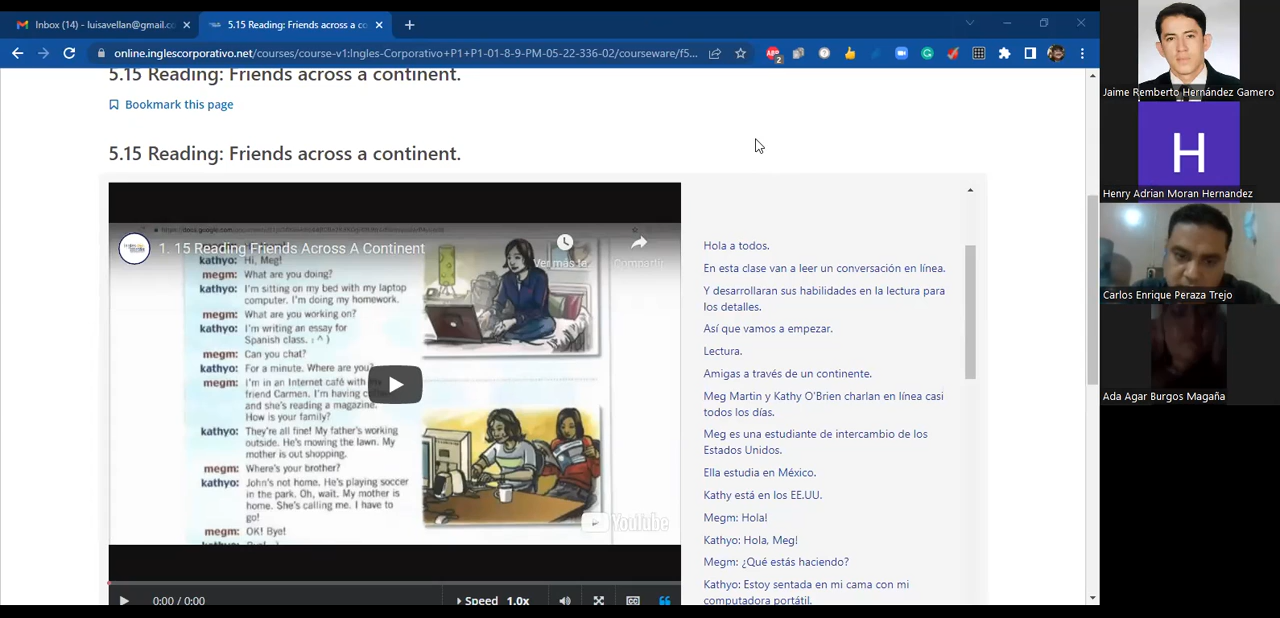 Inbox (14) - luisavellan@gmail.co
5.15 Reading: Friends across a co
online.inglescorporativo.net/courses/course-v1:Ingles-Corporativo+P1+P1-01-8-9-PM-05-22-336-02/courseware/f5...
5.15 Reading: Friends across a continent.
Bookmark this page
5.15 Reading: Friends across a continent.
1. 15 Reading Friends Across A Continent
Ver más ta
Compartir
kathyo: Hi, Meg!
megm: What are you doing?
kathyo: I'm sitting on my bed with my laptop
computer. I'm doing my homework.
megm: What are you working on?
kathyo: I'm writing an essay for
Spanish class. : ^ )
megm: Can you chat?
kathyo: For a minute. Where are you?
megm: I'm in an Internet café with
friend Carmen. I'm having
and she's reading a magazine.
How is your family?
kathyo: They're all fine! My father's working
outside. He's mowing the lawn. My
mother is out shopping.
megm: Where's your brother?
kathyo: John's not home. He's playing soccer
in the park. Oh, wait. My mother is
home. She's calling me. I have to
go!
megm: OK! Bye!
YouTube
0:00 / 0:00
Speed 1.0x
Hola a todos.
En esta clase van a leer un conversación en línea.
Y desarrollaran sus habilidades en la lectura para
los detalles.
Así que vamos a empezar.
Lectura.
Amigas a través de un continente.
Meg Martin y Kathy O'Brien charlan en línea casi
todos los días.
Meg es una estudiante de intercambio de los
Estados Unidos.
Ella estudia en México.
Kathy está en los EE.UU.
Megm: Hola!
Kathyo: Hola, Meg!
Megm: ¿Qué estás haciendo?
Kathyo: Estoy sentada en mi cama con mi
computadora portátil.
Jaime Remberto Hernández Gamero
H
Henry Adrian Moran Hernandez
Carlos Enrique Peraza Trejo
Ada Agar Burgos Magaña